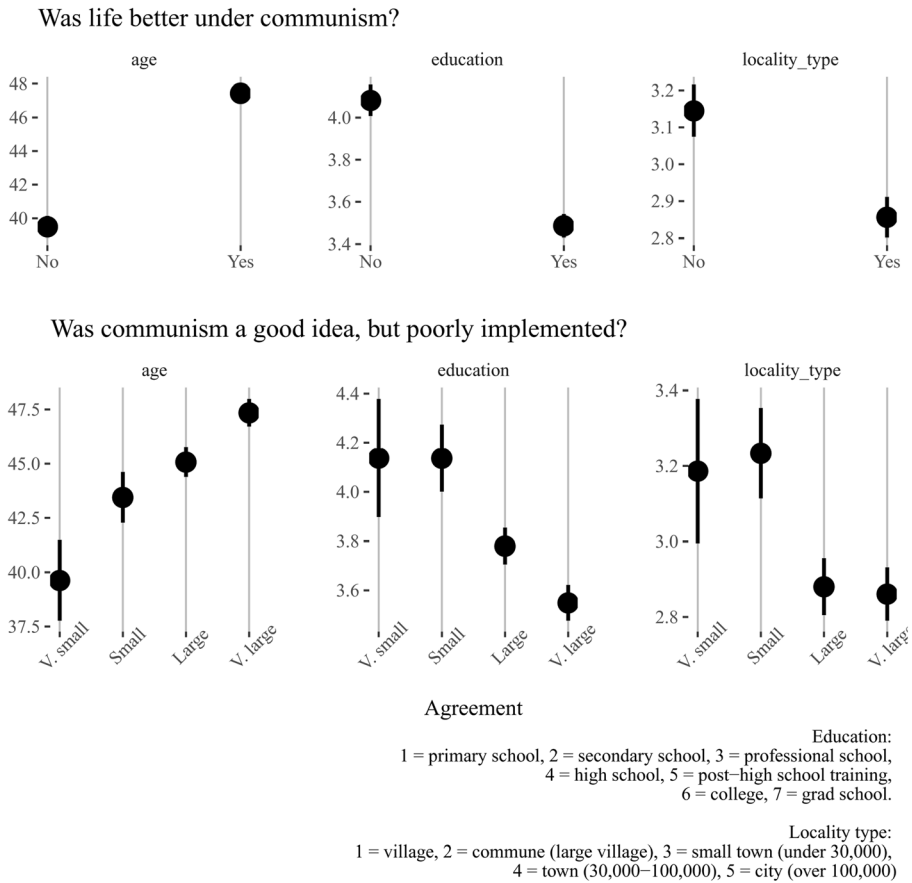 Was life better under communism?
age education locality_type
48
46
44
42
40
No Yes
4.0
3.8
3.6
3.4
No Yes
3.2
3.1
3.0
2.9
2.8
No Yes
Was communism a good idea, but poorly implemented?
age education locality_type
47.5
45.0
42.5
40.0
37.5
V. small Small Large V. large
4.4
4.2
4.0
3.8
3.6
V. small Small Large V. large
3.4
3.2
3.0
2.8
V. small Small Large V. larg
Agreement
Education:
1 = primary school, 2 = secondary school, 3 = professional school,
4 = high school, 5 = post−high school training,
6 = college, 7 = grad school.
Locality type:
1 = village, 2 = commune (large village), 3 = small town (under 30,000),
4 = town (30,000−100,000), 5 = city (over 100,000)